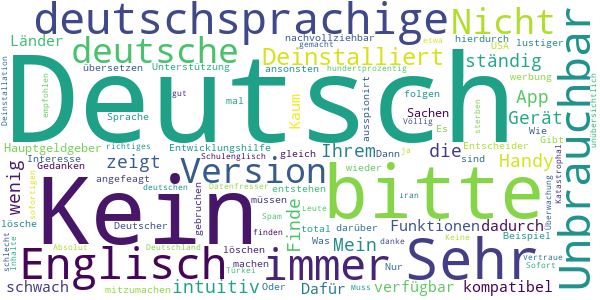 deutschsprachige
Nicht
deutsche
Deinstalliert
ständig
Länder
nachvollziehbar
gemacht
etwa
hierdurch
USA
lustiger
übersetzen
Unterstützung
ansonsten
hundertprozentig
werbung
Deinstallation
empfohlen
Sprache
gut
mal
Kaum
ausspioniert
folgen
Sachen
App
Gerät
Unbrauchbar
unübersichtlich
Deutsch
Völlig
Es
sterben
Wie
Hauptgeldgeber
richtiges
Entwicklungshilfe
Ihrem
Dann
ja
Entscheider
Gibt
Interesse
Schulenglisch
gleich
Handy
die
sind
Katastrophal
Gedanken
zeigt
Version
bitte
wenig
angefeagt
deutschen
Datenfresser
entstehen
wieder
iran
Überwachung
sofortigen
Deutscher
gebrochen
müssen
Leute
Funktionen
dadurch
lösche
Kein
Spam
finden
Finde
total
darüber
Beispiel
Sehr
schlecht
Inhalte
Absolut
Deutschland
löschen
Was
danke
Keine
vertraue
Englisch
immer
Mein
schwach
Türkei
machen
Nur
Sofort
kompatibel
mitzumachen
intuitiv
Oder
Dafür
Muss
verfügbar